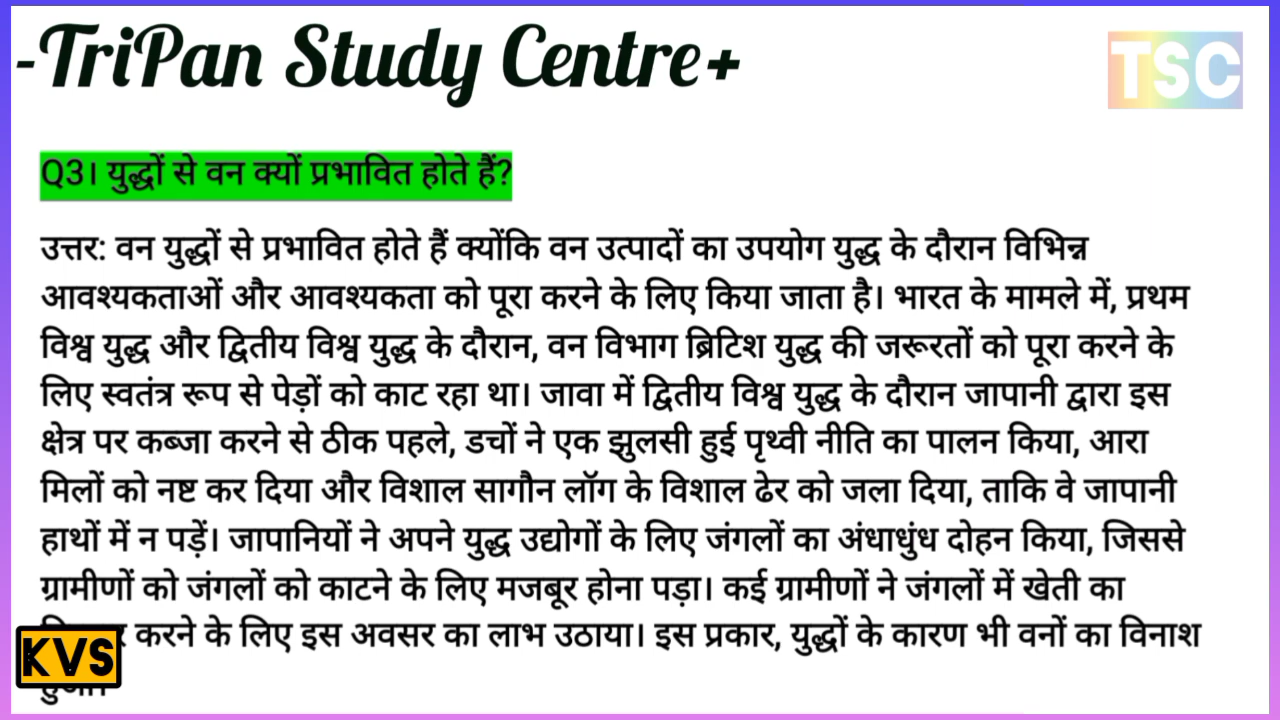 -TriPan Study Centre+
TSC
Q3। युद्धों से वन क्यों प्रभावित होते हैं?
उत्तर: वन युद्धों से प्रभावित होते हैं क्योंकि वन उत्पादों का उपयोग युद्ध के दौरान विभिन्न
आवश्यकताओं और आवश्यकता को पूरा करने के लिए किया जाता है। भारत के मामले में, प्रथम
विश्व युद्ध और द्वितीय विश्व युद्ध के दौरान, वन विभाग ब्रिटिश युद्ध की जरूरतों को पूरा करने के
लिए स्वतंत्र रूप से पेड़ों को काट रहा था। जावा में द्वितीय विश्व युद्ध के दौरान जापानी द्वारा इस
क्षेत्र पर कब्जा करने से ठीक पहले, डचों ने एक झुलसी हुई पृथ्वी नीति का पालन किया, आरा
मिलों को नष्ट कर दिया और विशाल सागौन लॉग के विशाल ढेर को जला दिया, ताकि वे जापानी
हाथों में न पड़ें। जापानियों ने अपने युद्ध उद्योगों के लिए जंगलों का अंधाधुंध दोहन किया, जिससे
ग्रामीणों को जंगलों को काटने के लिए मजबूर होना पड़ा। कई ग्रामीणों ने जंगलों में खेती का
करने के लिए इस अवसर का लाभ उठाया। इस प्रकार, युद्धों के कारण भी वनों का विनाश
KVS